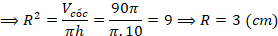 ⟹ R² = V_cốc / πh = 90π / π.10 = 9 ⟹ R = 3 (cm)